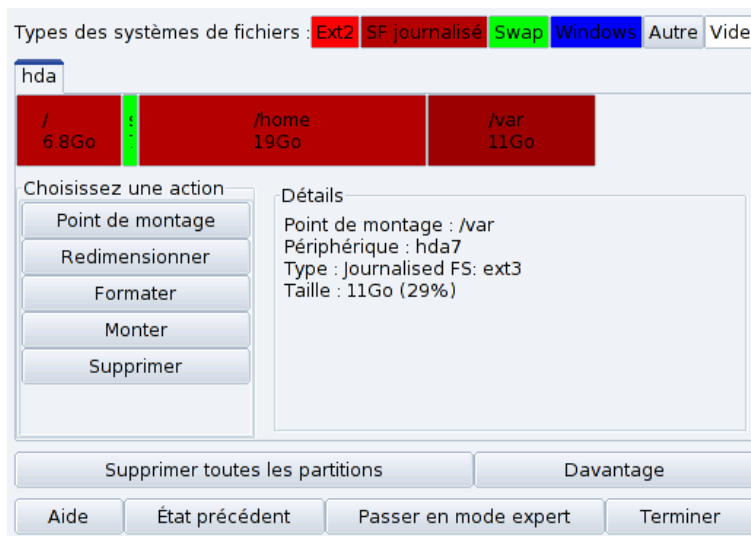 Types des systèmes de fichiers : Ext2 SF journalisé Swap Windows Autre Vide
hda
/ /home /var
6.8Go 19Go 11Go
Choisissez une action
Point de montage
Redimensionner
Formater
Monter
Supprimer
Détails
Point de montage : /var
Périphérique : hda7
Type : Journalised FS: ext3
Taille : 11Go (29%)
Supprimer toutes les partitions Davantage
Aide État précédent Passer en mode expert Terminer